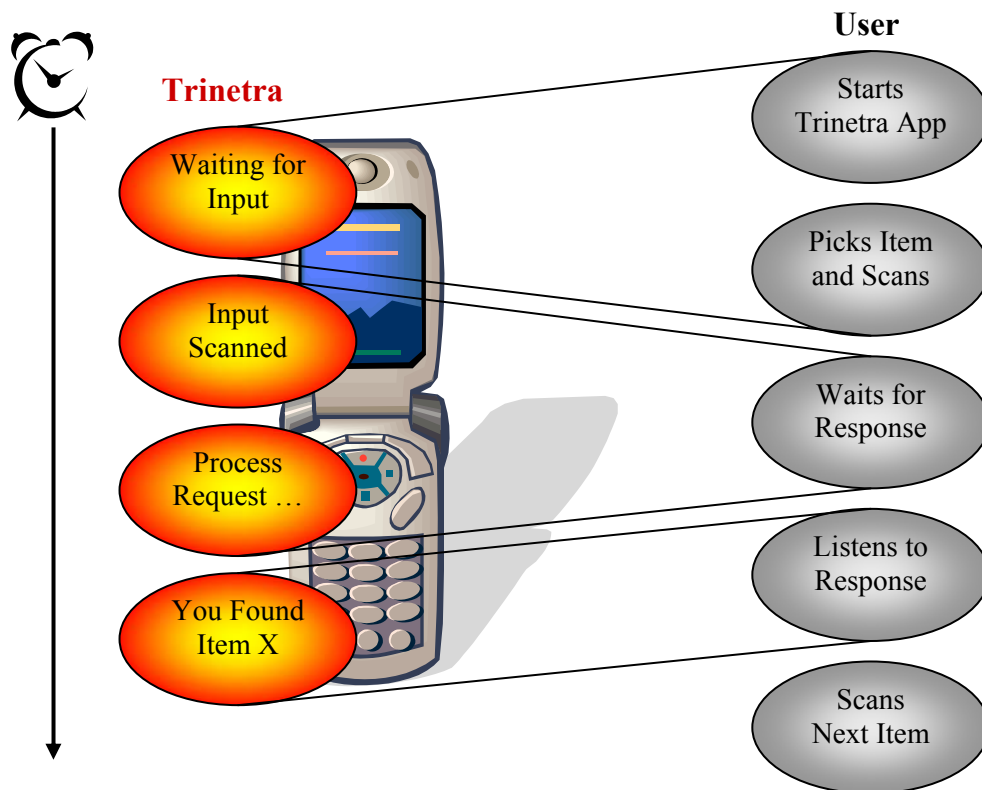 User
Trinetra
Starts
Trinetra App
Waiting for
Input
Picks Item
and Scans
Input
Scanned
Waits for
Response
Process
Request …
Listens to
Response
You Found
Item X
Scans
Next Item